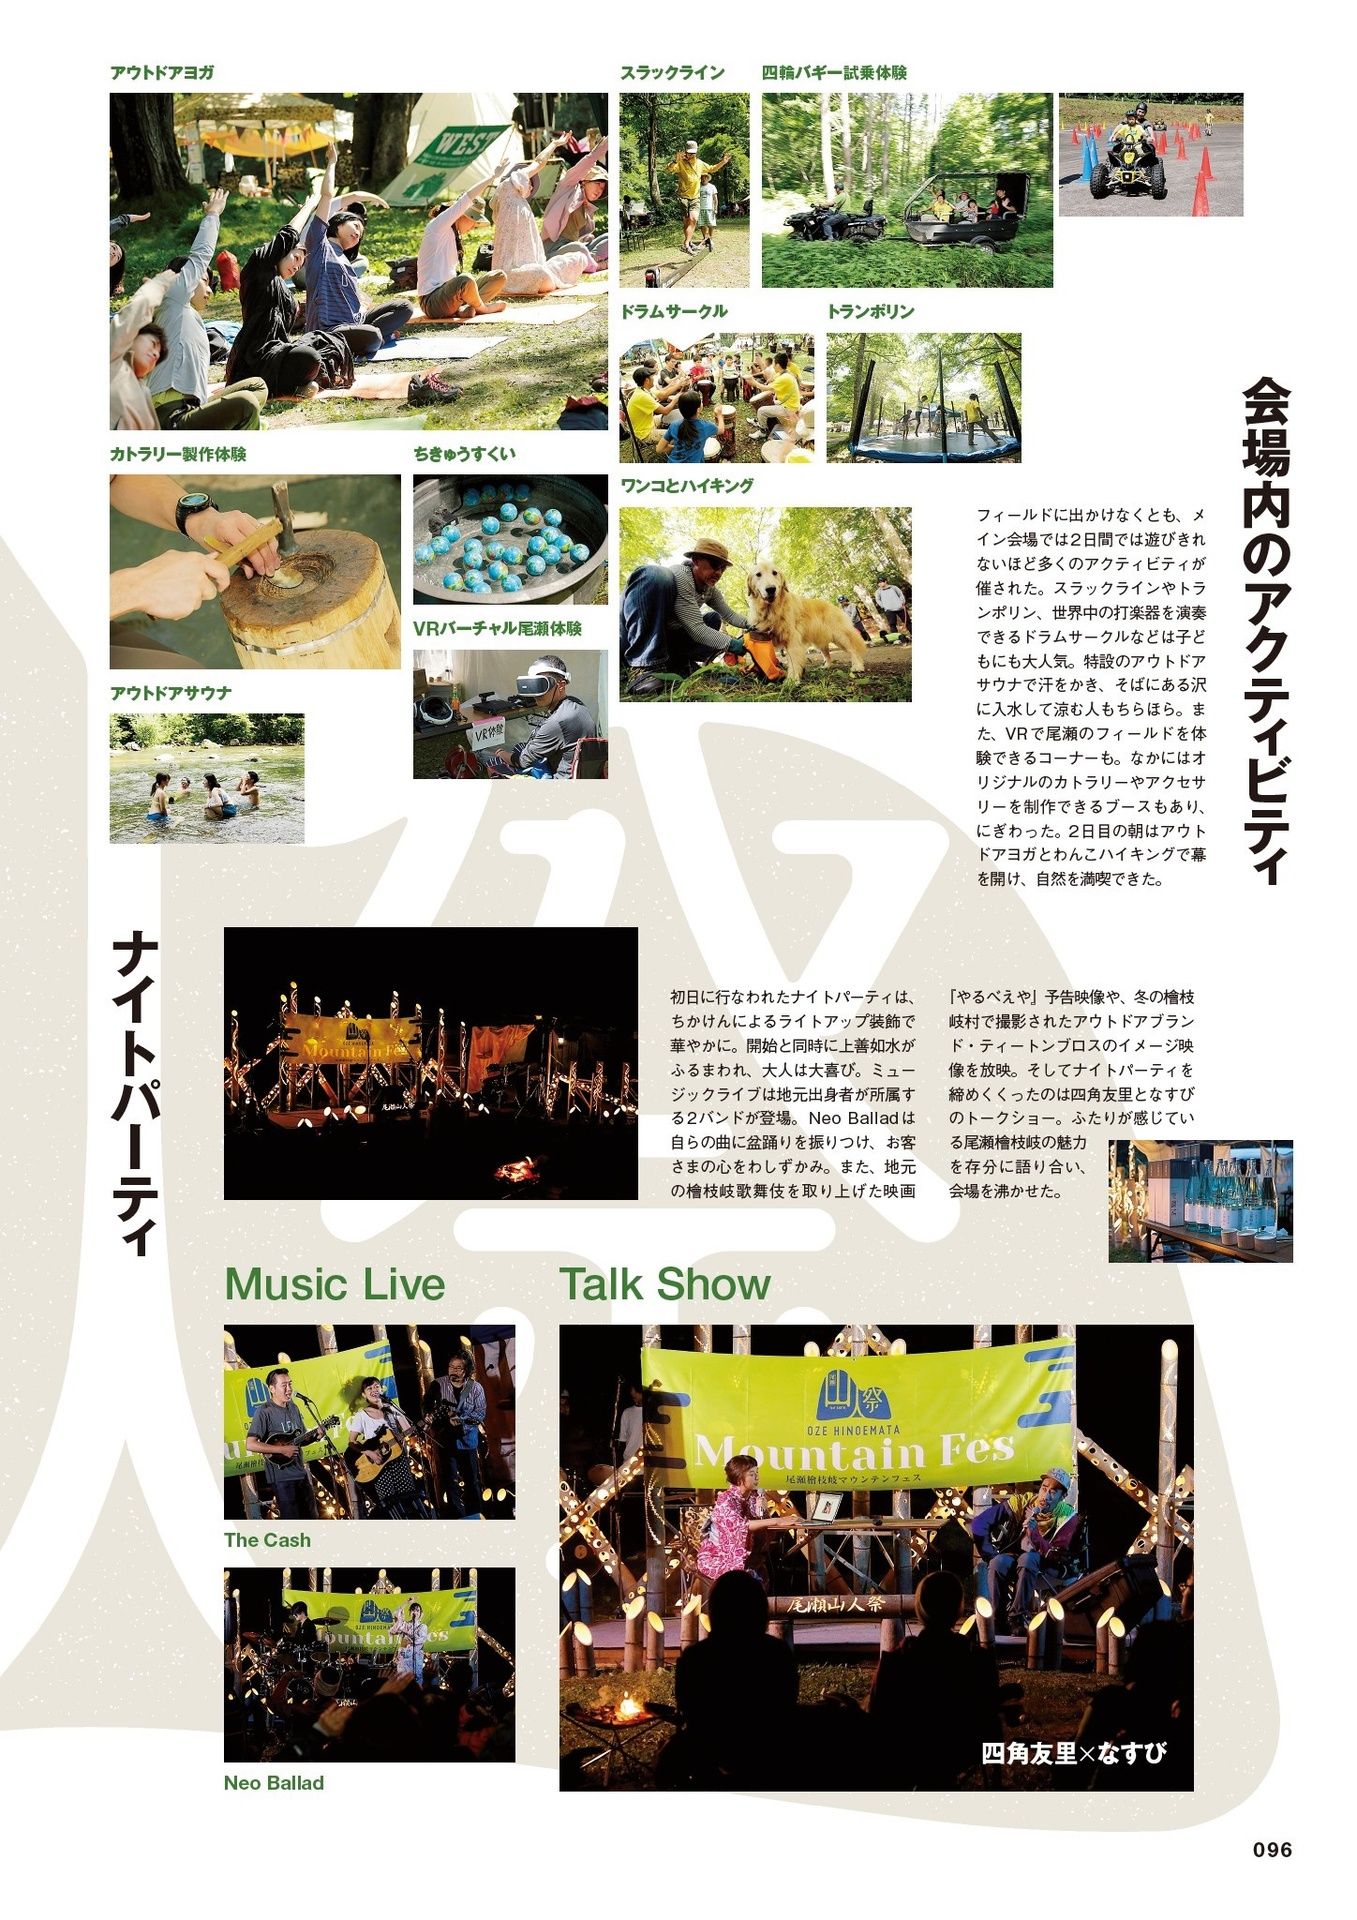 アウトドアヨガ
スラックライン
四輪バギー試乗体験
WEST
ドラムサークル
トランポリン
カトラリー製作体験
ちきゅうすくい
ワンコとハイキング
VRバーチャル尾瀬体験
VR体験
アウトドアサウナ
会場内のアクティビティ
フィールドに出かけなくとも、メ
イン会場では2日間では遊びきれ
ないほど多くのアクティビティが
催された。スラックラインやトラ
ンポリン、世界中の打楽器を演奏
できるドラムサークルなどは子ど
もにも大人気。特設のアウトドア
サウナで汗をかき、そばにある沢
に入水して涼む人もちらほら。ま
た、VRで尾瀬のフィールドを体
験できるコーナーも。なかにはオ
リジナルのカトラリーやアクセサ
リーを制作できるブースもあり、
にぎわった。2日目の朝はアウト
ドアヨガとわんこハイキングで幕
を開け、自然を満喫できた。
ナイトパーティ
Mountain Fes
尾瀬山人祭
初日に行なわれたナイトパーティは、
ちかけんによるライトアップ装飾で
華やかに。開始と同時に上善如水が
ふるまわれ、大人は大喜び。ミュー
ジックライブは地元出身者が所属す
る2バンドが登場。Neo Balladは
自らの曲に盆踊りを振りつけ、お客
さまの心をわしずかみ。また、地元
の檜枝岐歌舞伎を取り上げた映画
『やるべえや』予告映像や、冬の檜枝
岐村で撮影されたアウトドアブラン
ド・ティートンブロスのイメージ映
像を放映。そしてナイトパーティを
締めくくったのは四角友里となすび
のトークショー。ふたりが感じてい
る尾瀬檜枝岐の魅力
を存分に語り合い、
会場を沸かせた。
Music Live
The Cash
OZE HINOEMATA
ountain Fes
Neo Ballad
Talk Show
尾瀬
山人祭
OZE HINOEMATA
Mountain Fes
尾瀬檜枝岐マウンテンフェス
尾瀬山人祭
四角友里×なすび
096